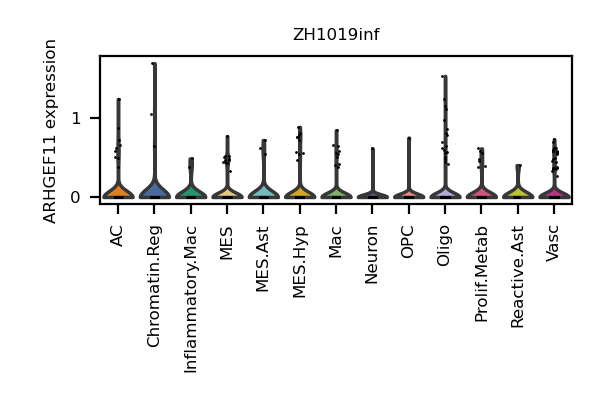 ZH1019inf
ARHGEF11 expression
1
0
AC
Chromatin.Reg
Inflammatory.Mac
MES
MES.Ast
MES.Hyp
Mac
Neuron
OPC
Oligo
Prolif.Metab
Reactive.Ast
Vasc